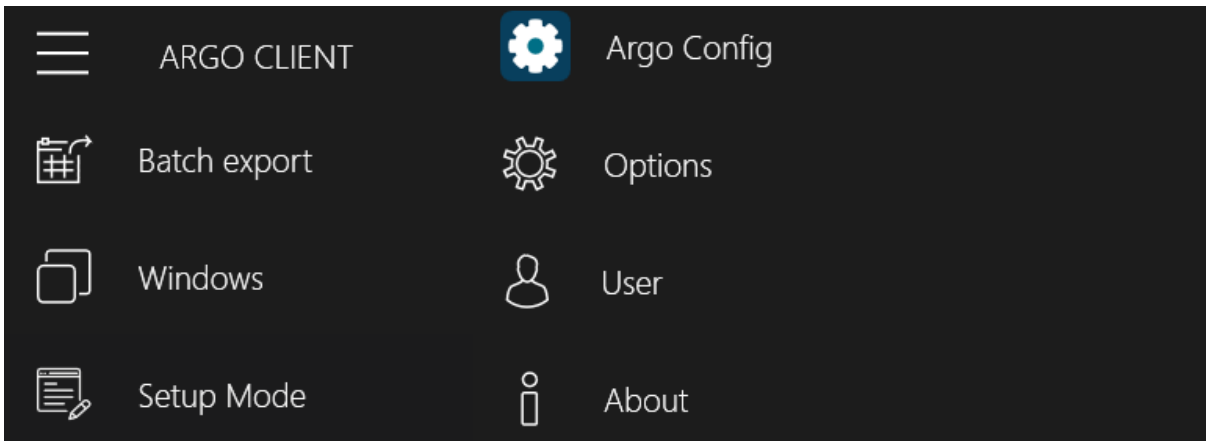 ARGO CLIENT
Batch export
Windows
Setup Mode
Argo Config
Options
User
About